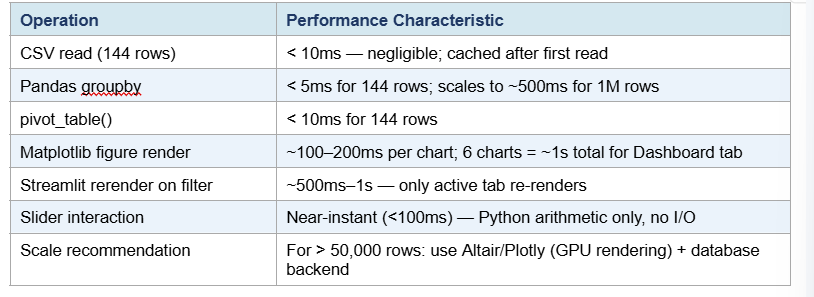 Operation Performance Characteristic
CSV read (144 rows) < 10ms — negligible; cached after first read
Pandas groupby < 5ms for 144 rows; scales to ~500ms for 1M rows
pivot_table() < 10ms for 144 rows
Matplotlib figure render ~100–200ms per chart; 6 charts = ~1s total for Dashboard tab
Streamlit rerender on filter ~500ms–1s — only active tab re-renders
Slider interaction Near-instant (<100ms) — Python arithmetic only, no I/O
Scale recommendation For > 50,000 rows: use Altair/Plotly (GPU rendering) + database
backend